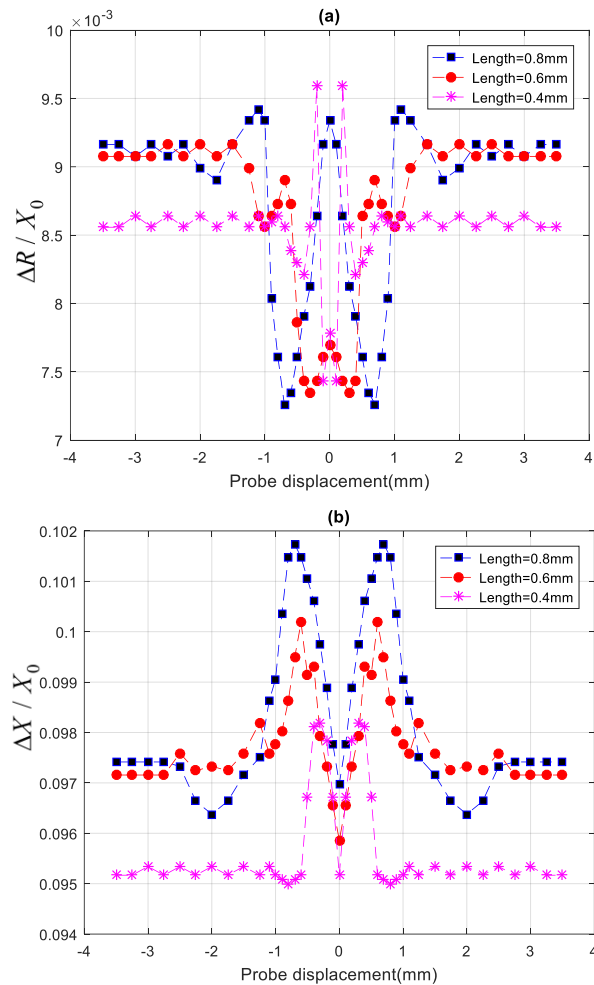 (a)
×10⁻³
10
9.5
9
8.5
8
7.5
7
ΔR / X₀
Length=0.8mm
Length=0.6mm
Length=0.4mm
-4 -3 -2 -1 0 1 2 3 4
Probe displacement(mm)
(b)
0.102
0.101
0.1
0.099
0.098
0.097
0.096
0.095
0.094
ΔX / X₀
Length=0.8mm
Length=0.6mm
Length=0.4mm
-4 -3 -2 -1 0 1 2 3 4
Probe displacement(mm)